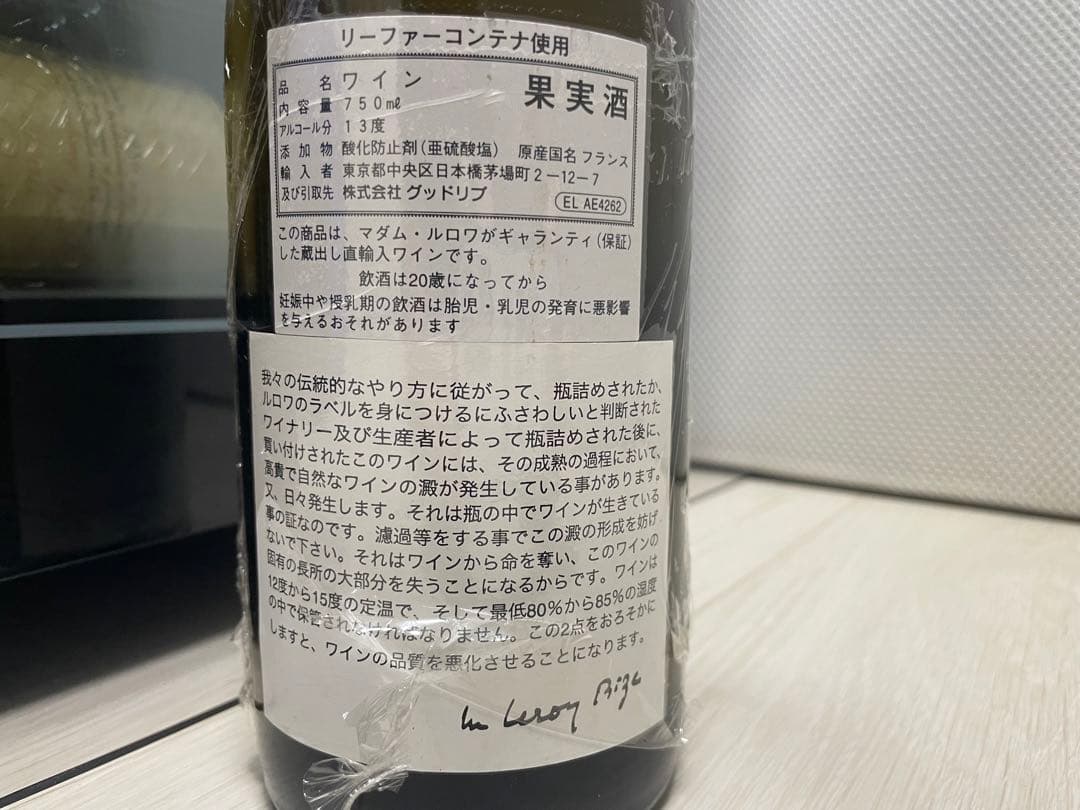 リーファーコンテナ使用
品名 ワイン
果実酒
内容量 750ml
アルコール分 13度
添加物 酸化防止剤(亜硫酸塩) 原産国名 フランス
輸入者 東京都中央区日本橋茅場町2-12-7
及び引取先 株式会社 グッドリブ
EL AE4262
この商品は、マダム・ルロワがギャランティ(保証)
した蔵出し直輸入ワインです。
飲酒は20歳になってから
妊娠中や授乳期の飲酒は胎児・乳児の発育に悪影響
を与えるおそれがあります
我々の伝統的なやり方に従がって、瓶詰めされたか、
ルロワのラベルを身につけるにふさわしいと判断された
ワイナリー及び生産者によって瓶詰めされた後に、
買い付けされたこのワインには、その成熟の過程において、
高貴で自然なワインの澱が発生している事があります。
又、日々発生します。それは瓶の中でワインが生きている
事の証なのです。濾過等をする事でこの澱の形成を妨げ
ないで下さい。それはワインから命を奪い、このワインの
固有の長所の大部分を失うことになるからです。ワインは
12度から15度の定温で、そして最低80%から85%の湿度
の中で保管されなければなりません。この2点をおろそかに
しますと、ワインの品質を悪化させることになります。
Leroy Bize